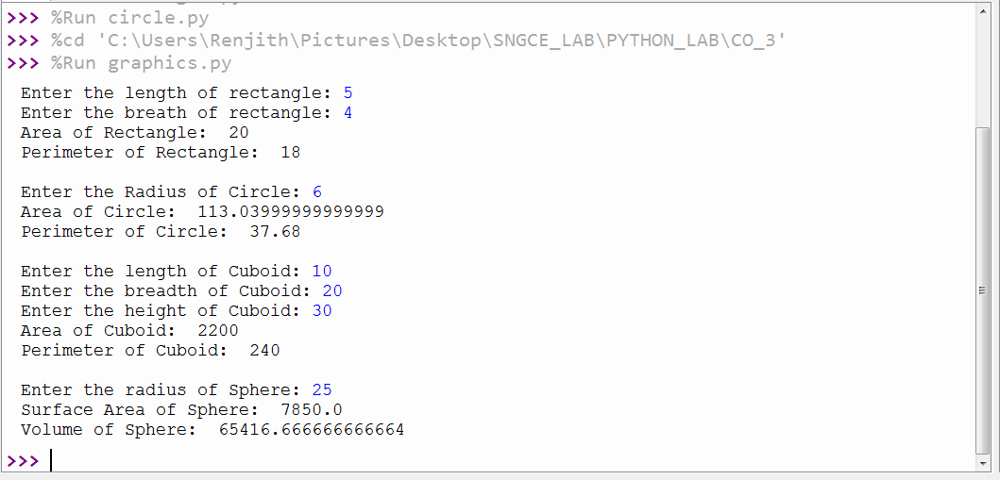 >>> %Run circle.py
>>> %cd 'C:\Users\Renjith\Pictures\Desktop\SNGCE_LAB\PYTHON_LAB\CO_3'
>>> %Run graphics.py
Enter the length of rectangle: 5
Enter the breath of rectangle: 4
Area of Rectangle:  20
Perimeter of Rectangle:  18
Enter the Radius of Circle: 6
Area of Circle:  113.03999999999999
Perimeter of Circle:  37.68
Enter the length of Cuboid: 10
Enter the breadth of Cuboid: 20
Enter the height of Cuboid: 30
Area of Cuboid:  2200
Perimeter of Cuboid:  240
Enter the radius of Sphere: 25
Surface Area of Sphere:  7850.0
Volume of Sphere:  65416.666666666664
>>>